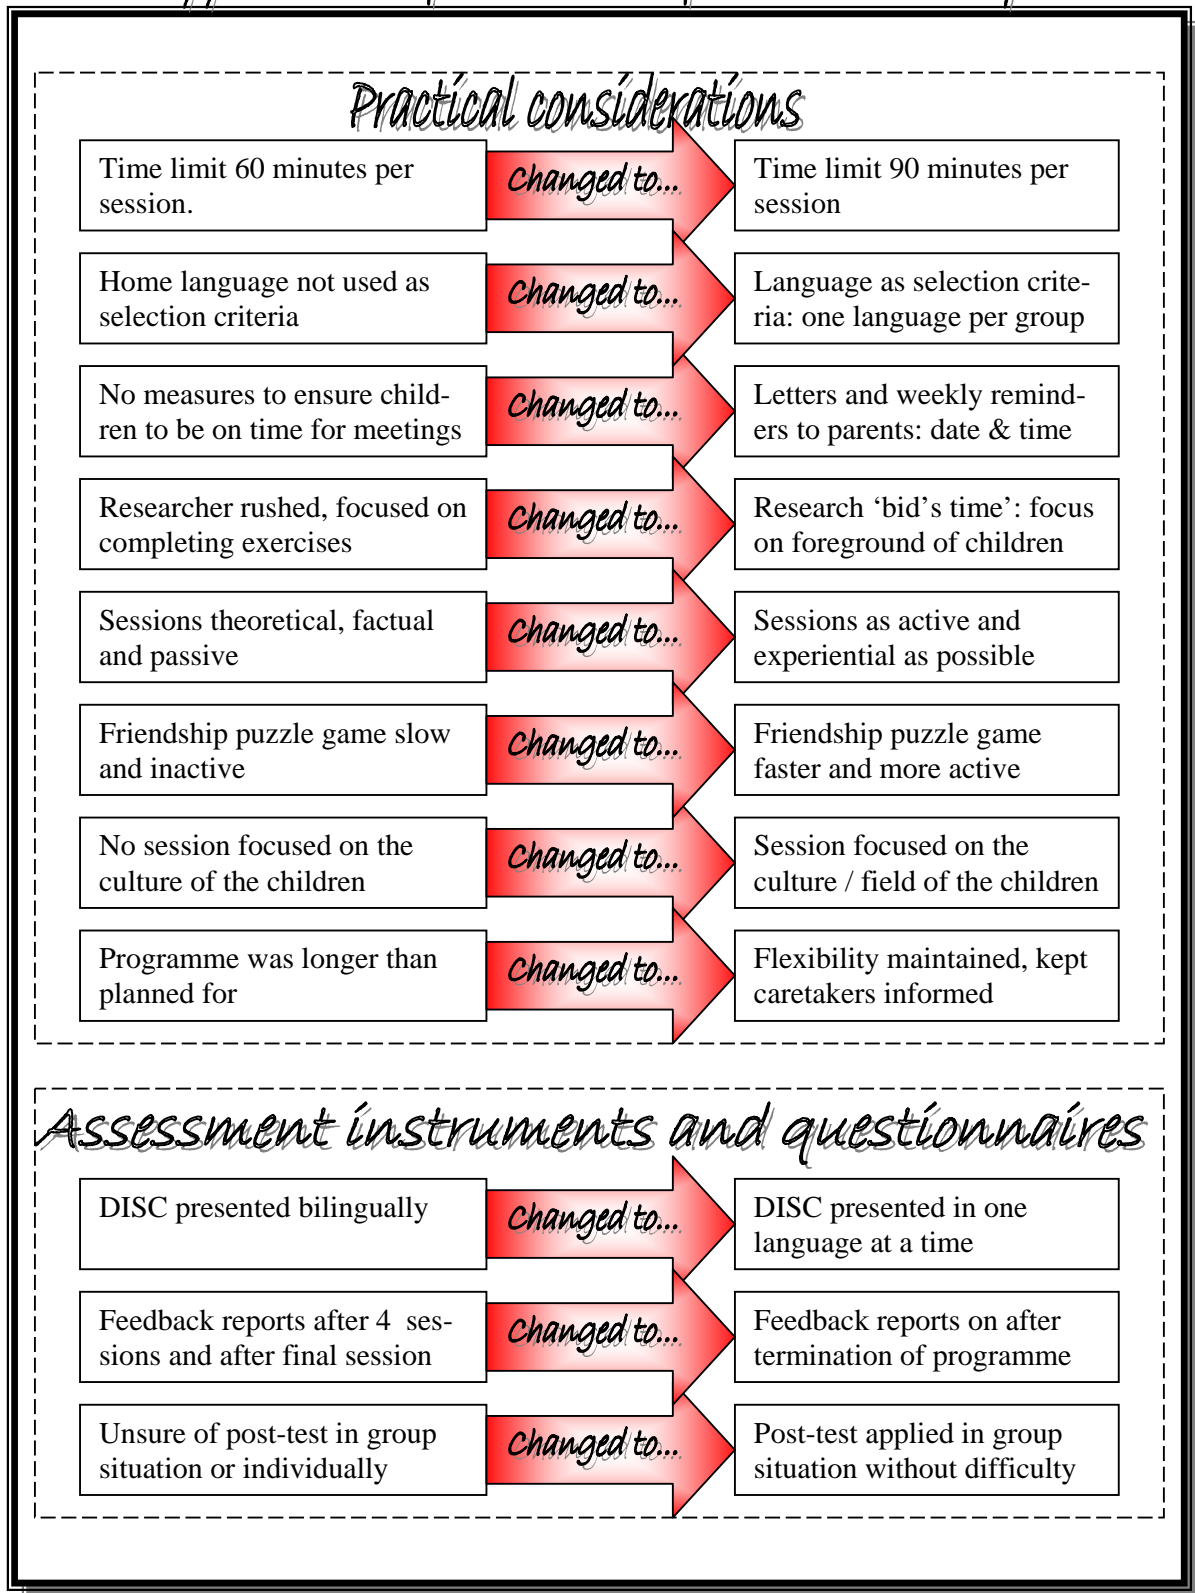 Practical considerations
Time limit 60 minutes per
session.
Changed to...
Time limit 90 minutes per
session
Home language not used as
selection criteria
Changed to...
Language as selection crite-
ria: one language per group
No measures to ensure child-
ren to be on time for meetings
Changed to...
Letters and weekly remind-
ers to parents: date & time
Researcher rushed, focused on
completing exercises
Changed to...
Research ‘bid’s time’: focus
on foreground of children
Sessions theoretical, factual
and passive
Changed to...
Sessions as active and
experiential as possible
Friendship puzzle game slow
and inactive
Changed to...
Friendship puzzle game
faster and more active
No session focused on the
culture of the children
Changed to...
Session focused on the
culture / field of the children
Programme was longer than
planned for
Changed to...
Flexibility maintained, kept
caretakers informed
Assessment instruments and questionnaires
DISC presented bilingually
Changed to...
DISC presented in one
language at a time
Feedback reports after 4 ses-
sions and after final session
Changed to...
Feedback reports on after
termination of programme
Unsure of post-test in group
situation or individually
Changed to...
Post-test applied in group
situation without difficulty